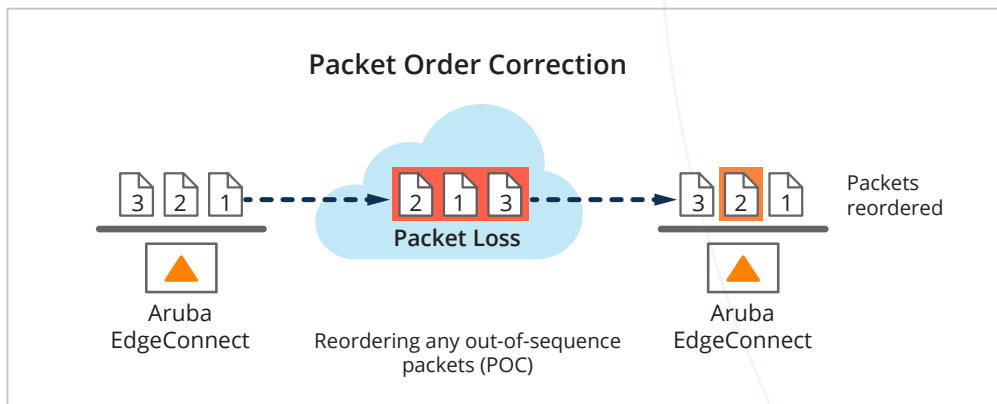 Packet Order Correction
3 2 1
2 1 3
3 2 1
Packets
reordered
Packet Loss
Aruba
EdgeConnect
Reordering any out-of-sequence
packets (POC)
Aruba
EdgeConnect